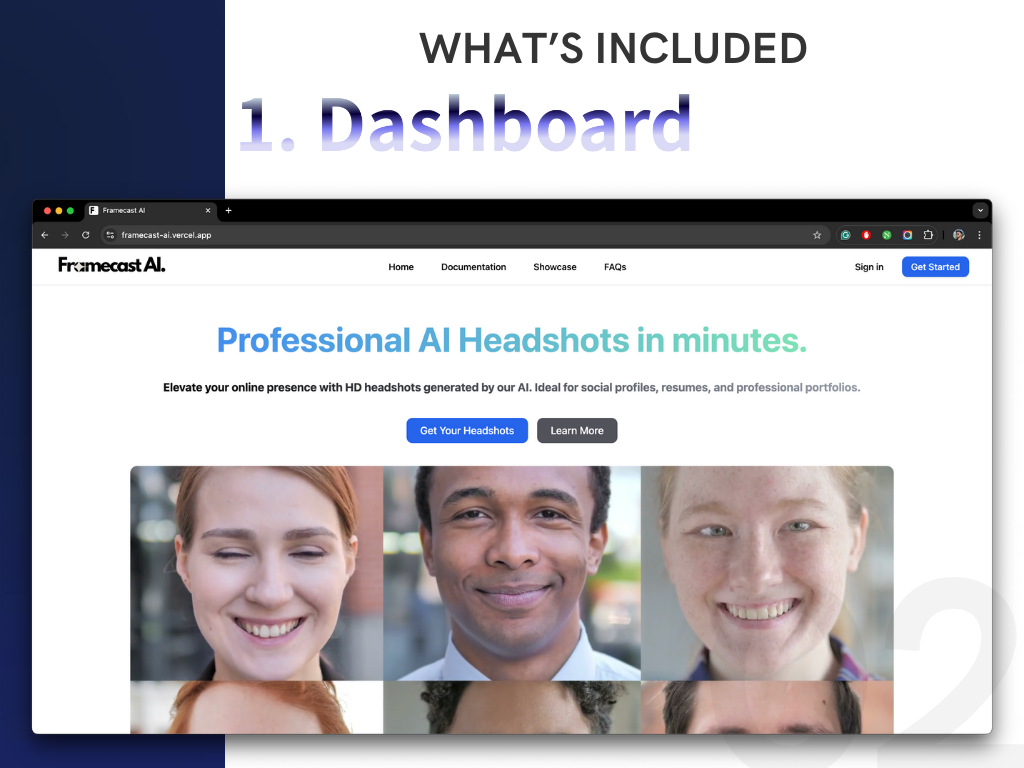 WHAT’S INCLUDED
1. Dashboard
Framecast AI
framecast-ai.vercel.app
Framecast AI.
Home Documentation Showcase FAQs Sign in Get Started
Professional AI Headshots in minutes.
Elevate your online presence with HD headshots generated by our AI. Ideal for social profiles, resumes, and professional portfolios.
Get Your Headshots Learn More
02